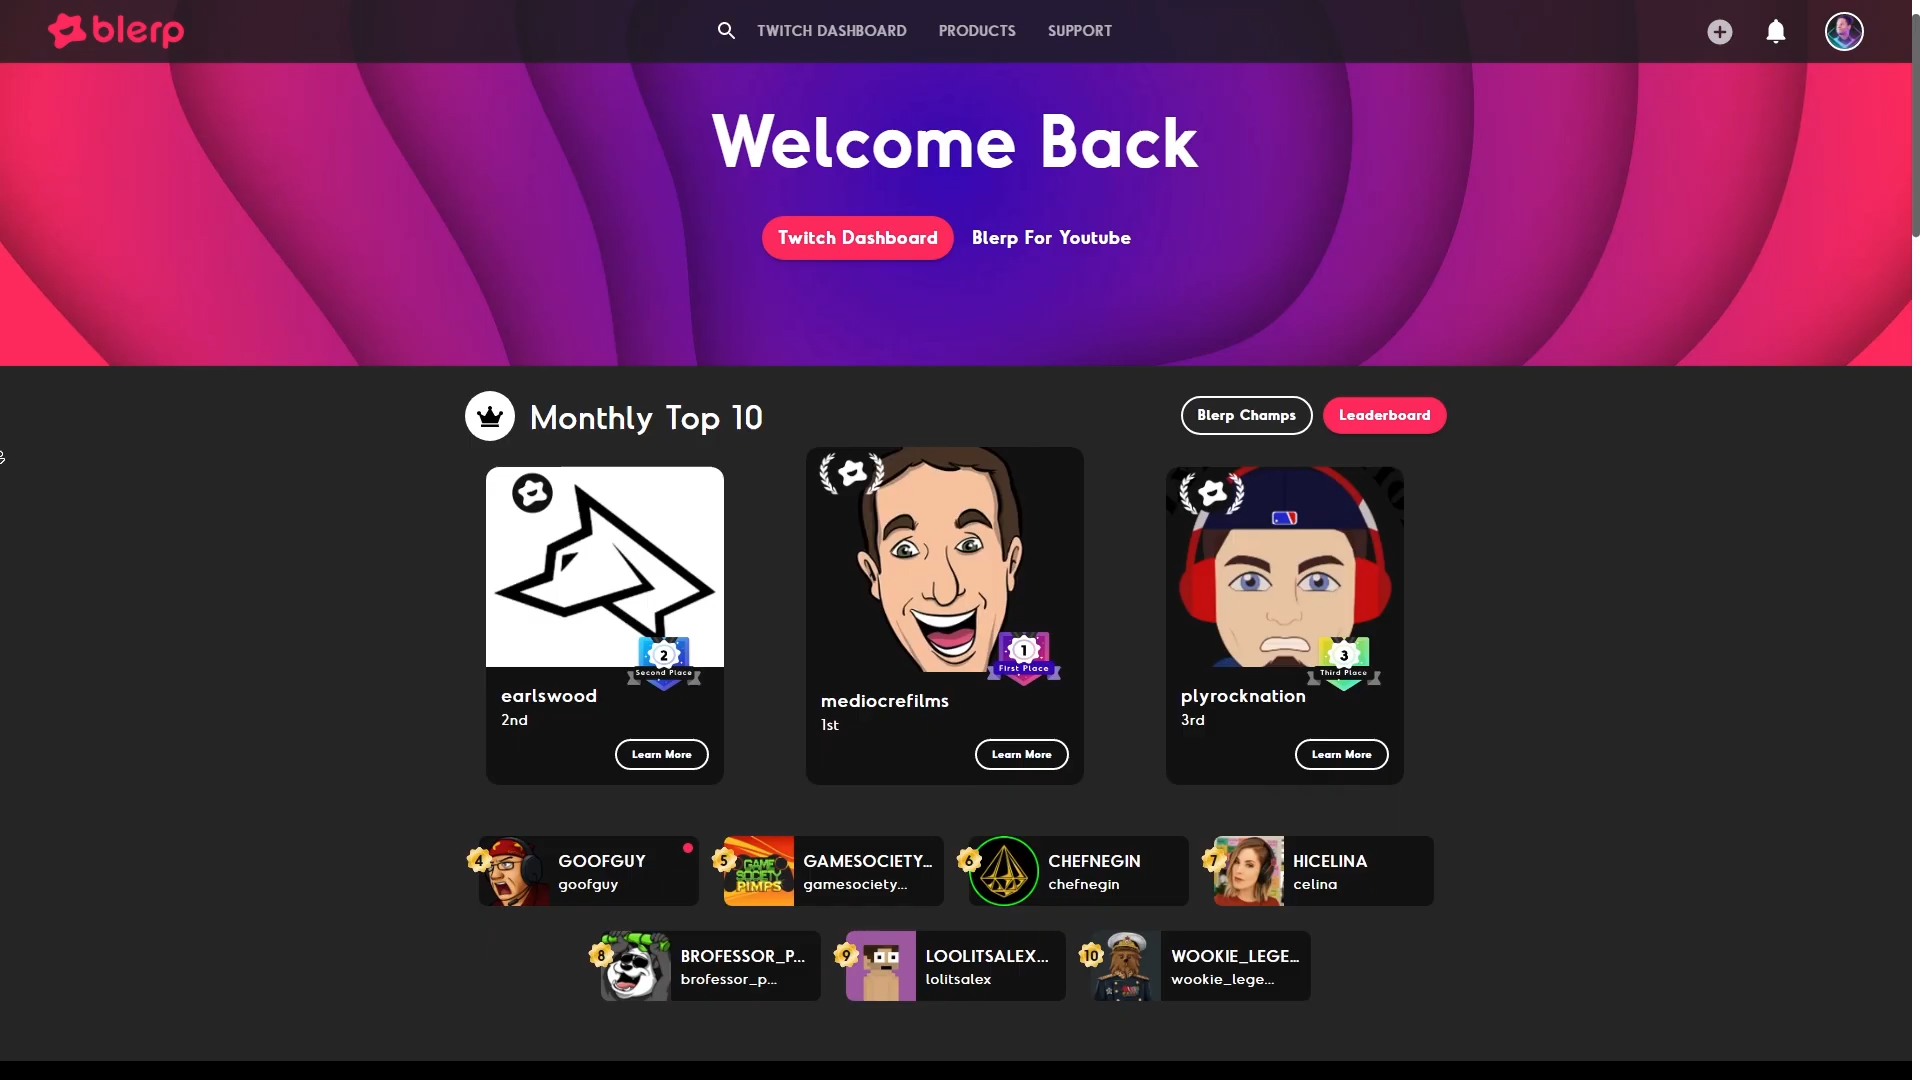 blerp
TWITCH DASHBOARD
PRODUCTS
SUPPORT
Welcome Back
Twitch Dashboard
Blerp For Youtube
Monthly Top 10
Blerp Champs
Leaderboard
2
Second Place
earlswood
2nd
Learn More
1
First Place
mediocrefilms
1st
Learn More
3
Third Place
plyrocknation
3rd
Learn More
4
GOOFGUY
goofguy
5
GAME
SOCIETY
PIMPS
GAMESOCIETY...
gamesociety...
6
CHEFNEGIN
chefnegin
7
HICELINA
celina
8
BROFESSOR_P...
brofessor_p...
9
LOOLITSALEX...
lolitsalex
10
WOOKIE_LEGE...
wookie_lege...